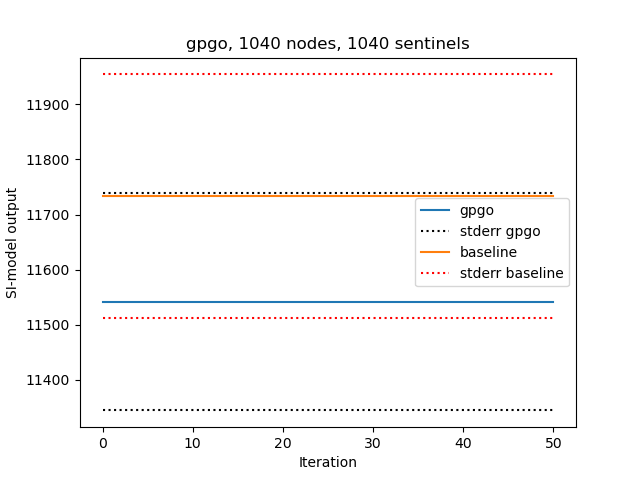 gpgo, 1040 nodes, 1040 sentinels
SI-model output
11900
11800
11700
11600
11500
11400
gpgo
stderr gpgo
baseline
stderr baseline
0 10 20 30 40 50
Iteration